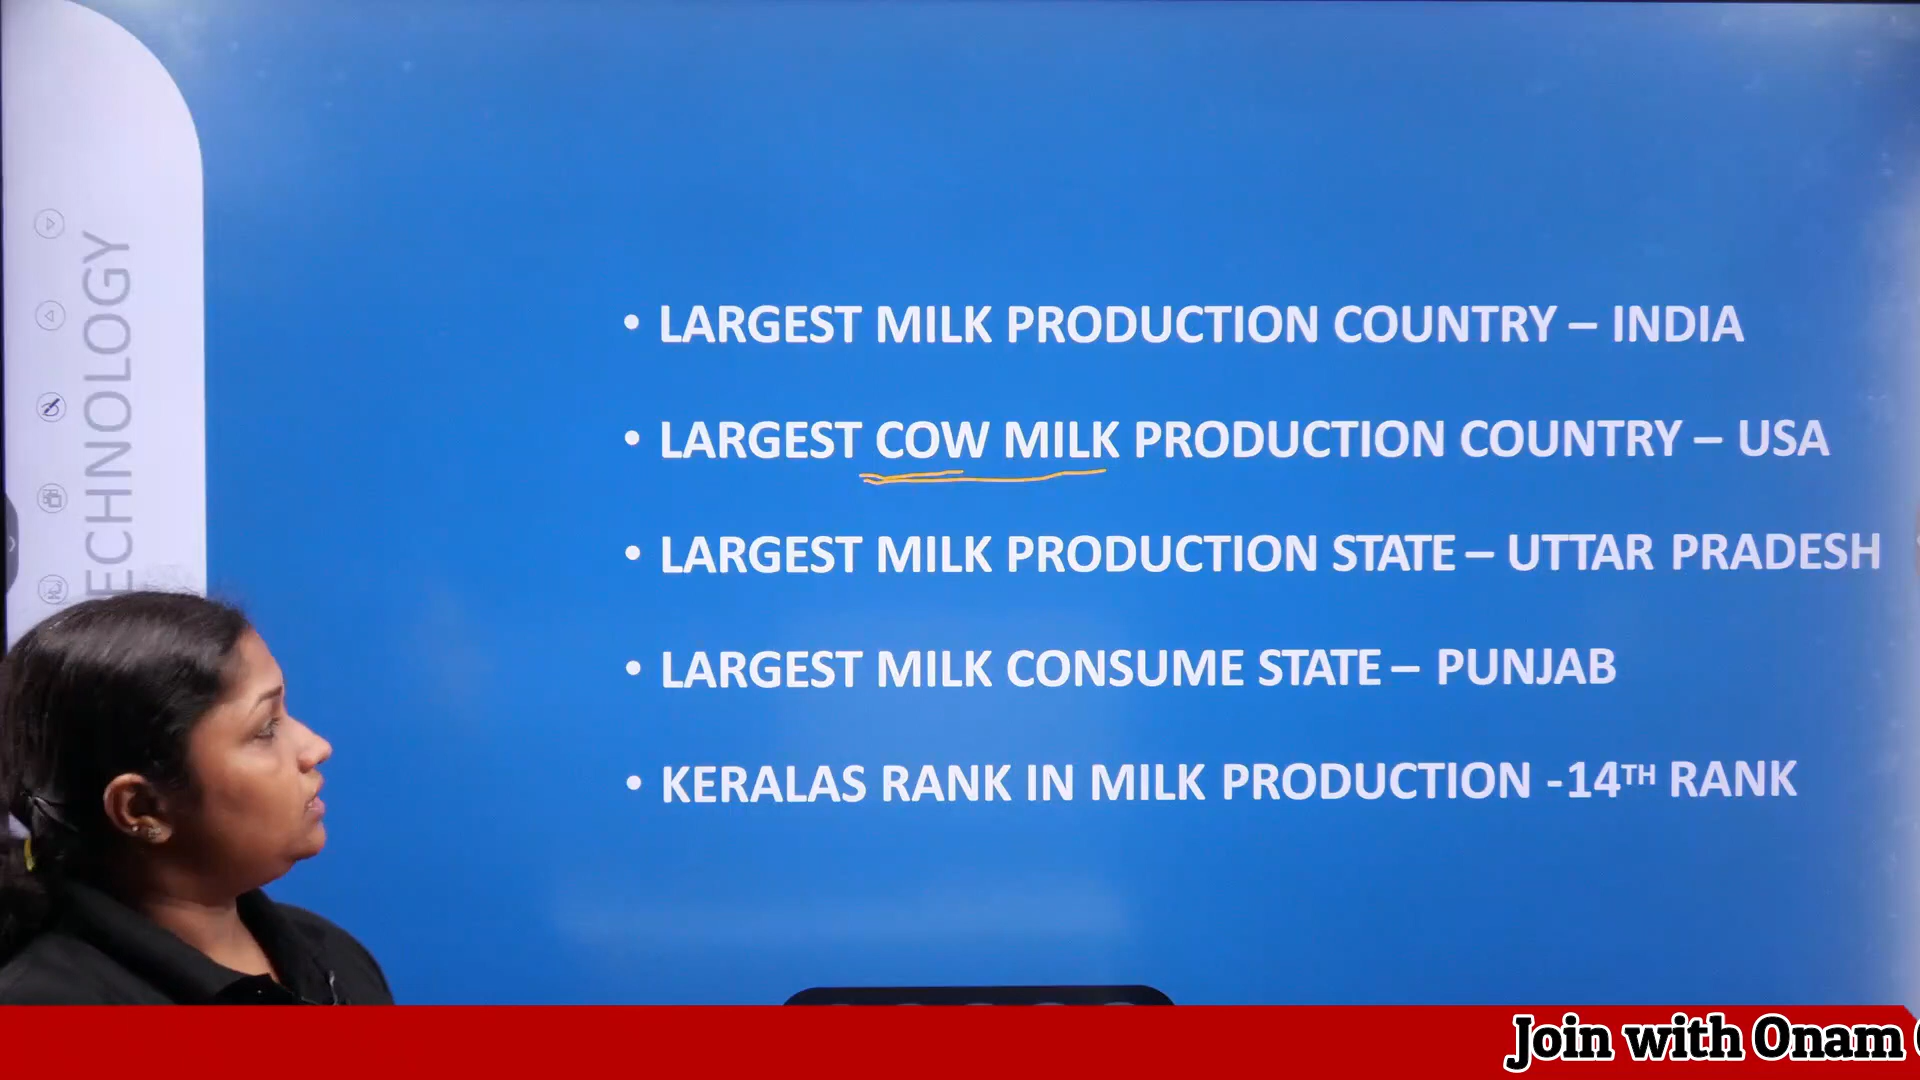 ECHNOLOGY
• LARGEST MILK PRODUCTION COUNTRY – INDIA
• LARGEST COW MILK PRODUCTION COUNTRY – USA
• LARGEST MILK PRODUCTION STATE – UTTAR PRADESH
• LARGEST MILK CONSUME STATE – PUNJAB
• KERALAS RANK IN MILK PRODUCTION -14TH RANK
Join with Onam